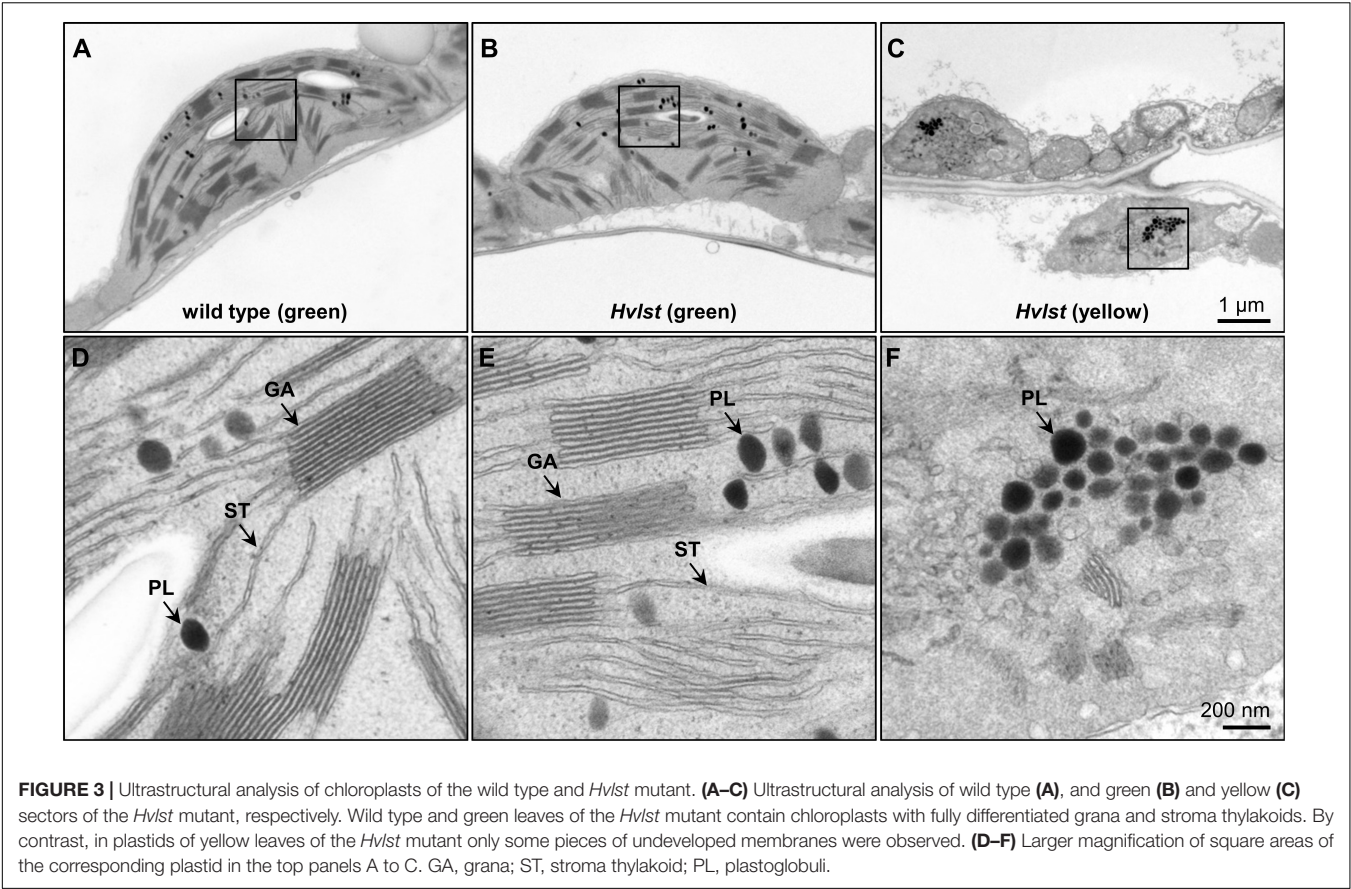 A
B
C
wild type (green)
Hvlst (green)
Hvlst (yellow)
1 µm
D
GA
ST
PL
E
PL
GA
ST
F
PL
200 nm
FIGURE 3 | Ultrastructural analysis of chloroplasts of the wild type and Hvlst mutant. (A–C) Ultrastructural analysis of wild type (A), and green (B) and yellow (C)
sectors of the Hvlst mutant, respectively. Wild type and green leaves of the Hvlst mutant contain chloroplasts with fully differentiated grana and stroma thylakoids. By
contrast, in plastids of yellow leaves of the Hvlst mutant only some pieces of undeveloped membranes were observed. (D–F) Larger magnification of square areas of
the corresponding plastid in the top panels A to C. GA, grana; ST, stroma thylakoid; PL, plastoglobuli.